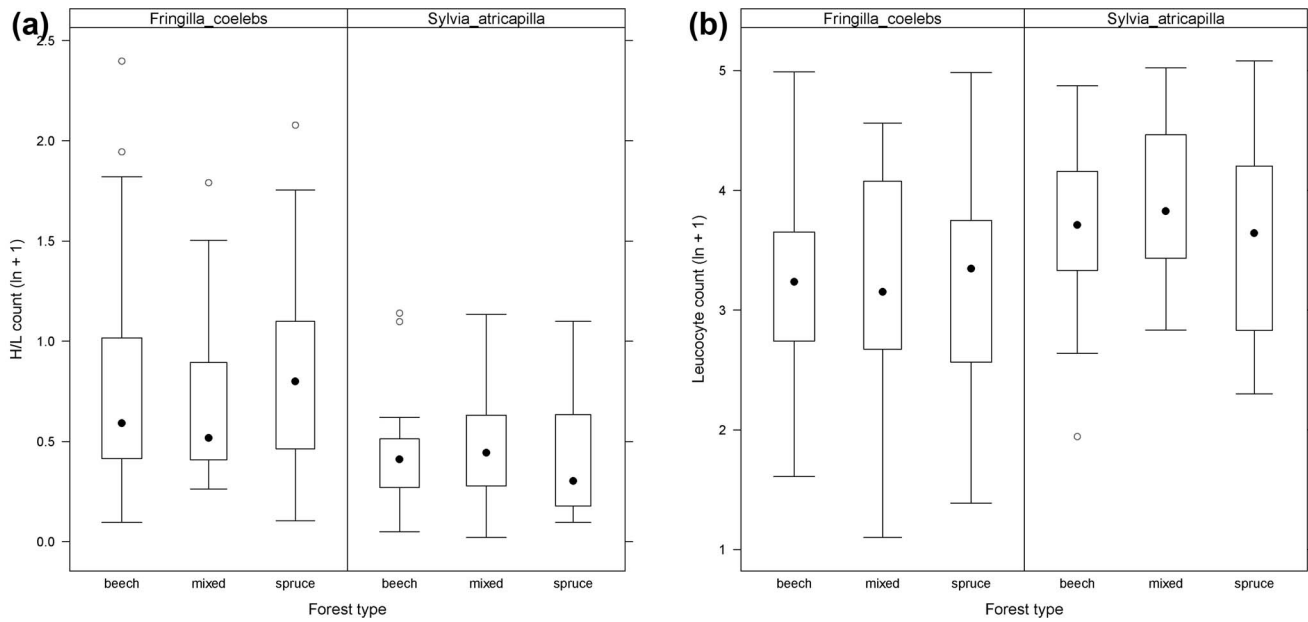 (a)
Fringilla_coelebs Sylvia_atricapilla
H/L count (ln + 1)
2.5
2.0
1.5
1.0
0.5
0.0
beech mixed spruce beech mixed spruce
Forest type
(b)
Fringilla_coelebs Sylvia_atricapilla
Leucocyte count (ln + 1)
5
4
3
2
1
beech mixed spruce beech mixed spruce
Forest type